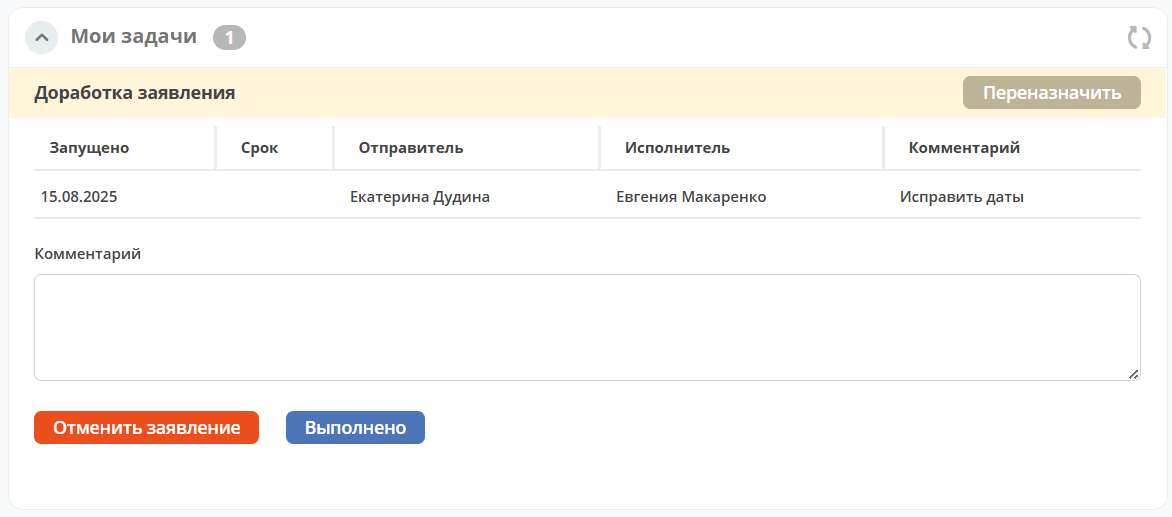 Мои задачи 1
Доработка заявления Переназначить
Запущено Срок Отправитель Исполнитель Комментарий
15.08.2025 Екатерина Дудина Евгения Макаренко Исправить даты
Комментарий
Отменить заявление Выполнено